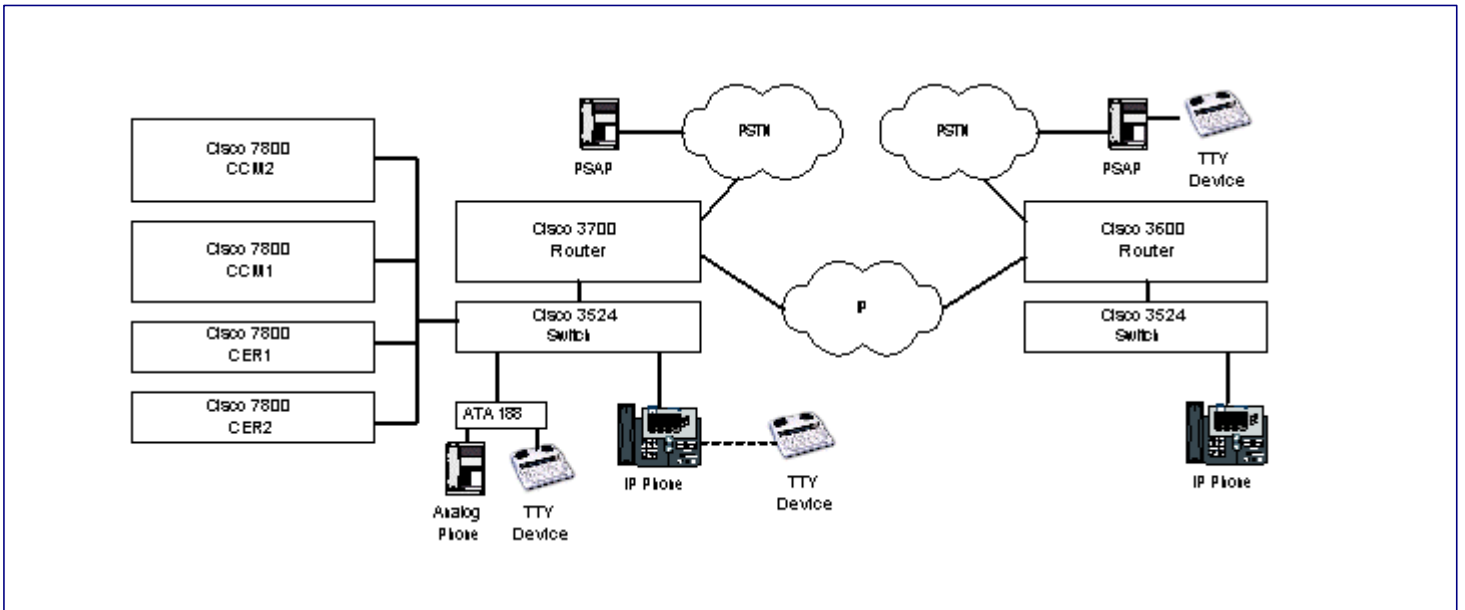 PSTN
PSTN
PSAP
PSAP
TTY
Device
Cisco 7800
CCM2
Cisco 3700
Router
Cisco 3600
Router
Cisco 7800
CCM1
IP
Cisco 3524
Switch
Cisco 3524
Switch
Cisco 7800
CER1
Cisco 7800
CER2
ATA 188
IP Phone
TTY
Device
IP Phone
Analog
Phone
TTY
Device